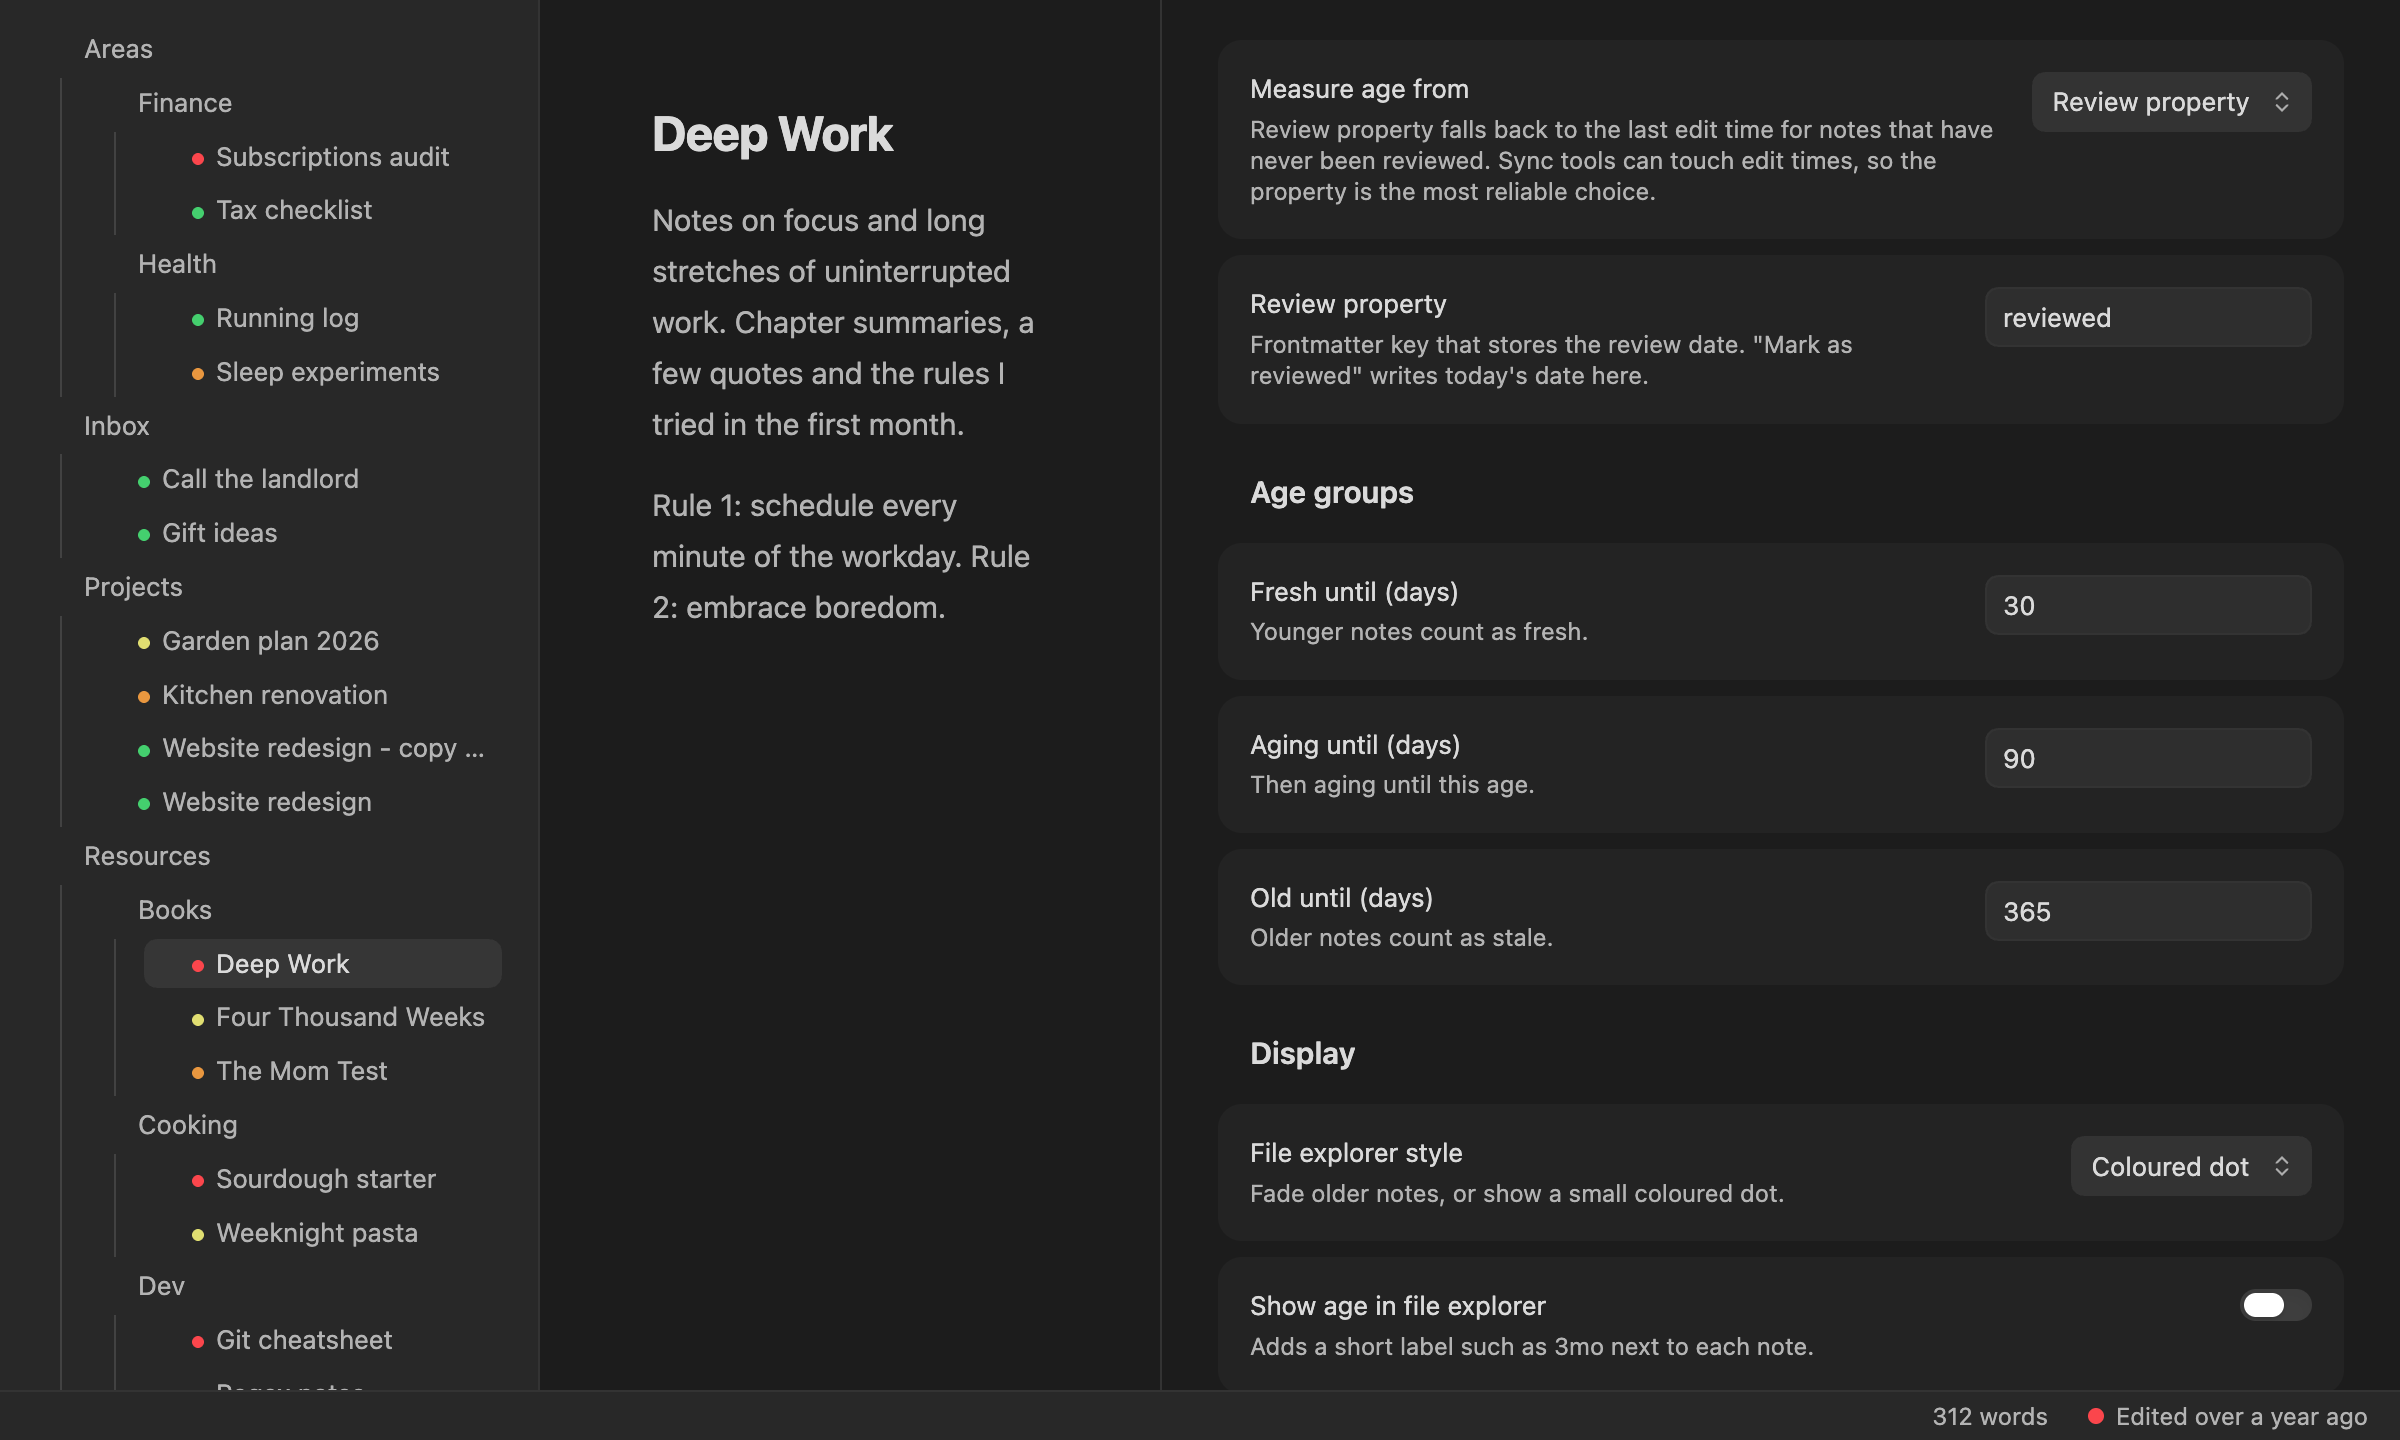 Areas
Finance
Subscriptions audit
Tax checklist
Health
Running log
Sleep experiments
Inbox
Call the landlord
Gift ideas
Projects
Garden plan 2026
Kitchen renovation
Website redesign - copy ...
Website redesign
Resources
Books
Deep Work
Four Thousand Weeks
The Mom Test
Cooking
Sourdough starter
Weeknight pasta
Dev
Git cheatsheet
Deep Work
Notes on focus and long
stretches of uninterrupted
work. Chapter summaries, a
few quotes and the rules I
tried in the first month.
Rule 1: schedule every
minute of the workday. Rule
2: embrace boredom.
Measure age from
Review property falls back to the last edit time for notes that have
never been reviewed. Sync tools can touch edit times, so the
property is the most reliable choice.
Review property
Review property
Frontmatter key that stores the review date. "Mark as
reviewed" writes today's date here.
reviewed
Age groups
Fresh until (days)
Younger notes count as fresh.
30
Aging until (days)
Then aging until this age.
90
Old until (days)
Older notes count as stale.
365
Display
File explorer style
Fade older notes, or show a small coloured dot.
Coloured dot
Show age in file explorer
Adds a short label such as 3mo next to each note.
312 words
Edited over a year ago